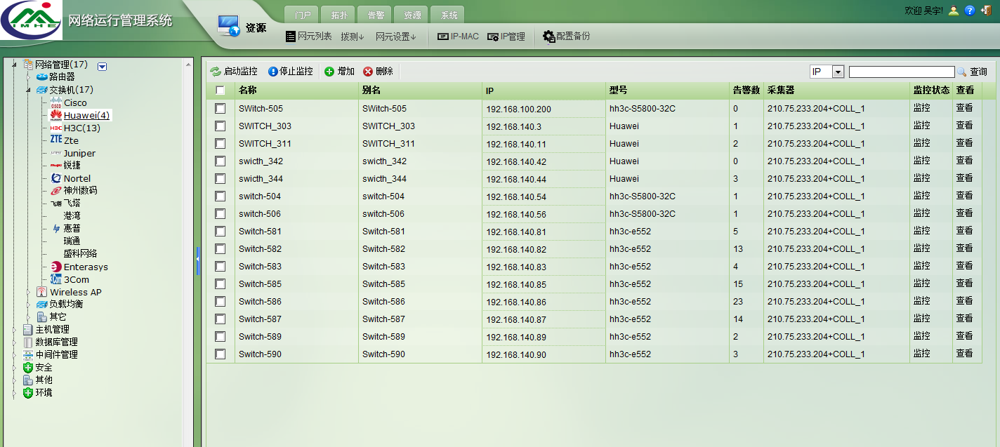 IMHE
网络运行管理系统
资源
门户 拓扑 告警 资源 系统
欢迎 吴宇!
网元列表 拨测↓ 网元设置↓ IP-MAC IP管理 配置备份
网络管理(17)
路由器
交换机(17)
Cisco
Huawei(4)
H3C(13)
ZTE Zte
Juniper
锐捷
Nortel
神州数码
飞塔 飞塔
港湾
hp 惠普
瑞通
盛科网络
Enterasys
3Com
Wireless AP
负载均衡
其它
主机管理
数据库管理
中间件管理
安全
其他
环境
启动监控 停止监控 增加 删除 IP 查询
名称 别名 IP 型号 告警数 采集器 监控状态 查看
SWitch-505 SWitch-505 192.168.100.200 hh3c-S5800-32C 0 210.75.233.204+COLL_1 监控 查看
SWITCH_303 SWITCH_303 192.168.140.3 Huawei 1 210.75.233.204+COLL_1 监控 查看
SWITCH_311 SWITCH_311 192.168.140.11 Huawei 2 210.75.233.204+COLL_1 监控 查看
swicth_342 swicth_342 192.168.140.42 Huawei 0 210.75.233.204+COLL_1 监控 查看
swicth_344 swicth_344 192.168.140.44 Huawei 3 210.75.233.204+COLL_1 监控 查看
switch-504 switch-504 192.168.140.54 hh3c-S5800-32C 1 210.75.233.204+COLL_1 监控 查看
switch-506 switch-506 192.168.140.56 hh3c-S5800-32C 1 210.75.233.204+COLL_1 监控 查看
Switch-581 Switch-581 192.168.140.81 hh3c-e552 5 210.75.233.204+COLL_1 监控 查看
Switch-582 Switch-582 192.168.140.82 hh3c-e552 13 210.75.233.204+COLL_1 监控 查看
Switch-583 Switch-583 192.168.140.83 hh3c-e552 4 210.75.233.204+COLL_1 监控 查看
Switch-585 Switch-585 192.168.140.85 hh3c-e552 15 210.75.233.204+COLL_1 监控 查看
Switch-586 Switch-586 192.168.140.86 hh3c-e552 23 210.75.233.204+COLL_1 监控 查看
Switch-587 Switch-587 192.168.140.87 hh3c-e552 14 210.75.233.204+COLL_1 监控 查看
Switch-589 Switch-589 192.168.140.89 hh3c-e552 2 210.75.233.204+COLL_1 监控 查看
Switch-590 Switch-590 192.168.140.90 hh3c-e552 3 210.75.233.204+COLL_1 监控 查看